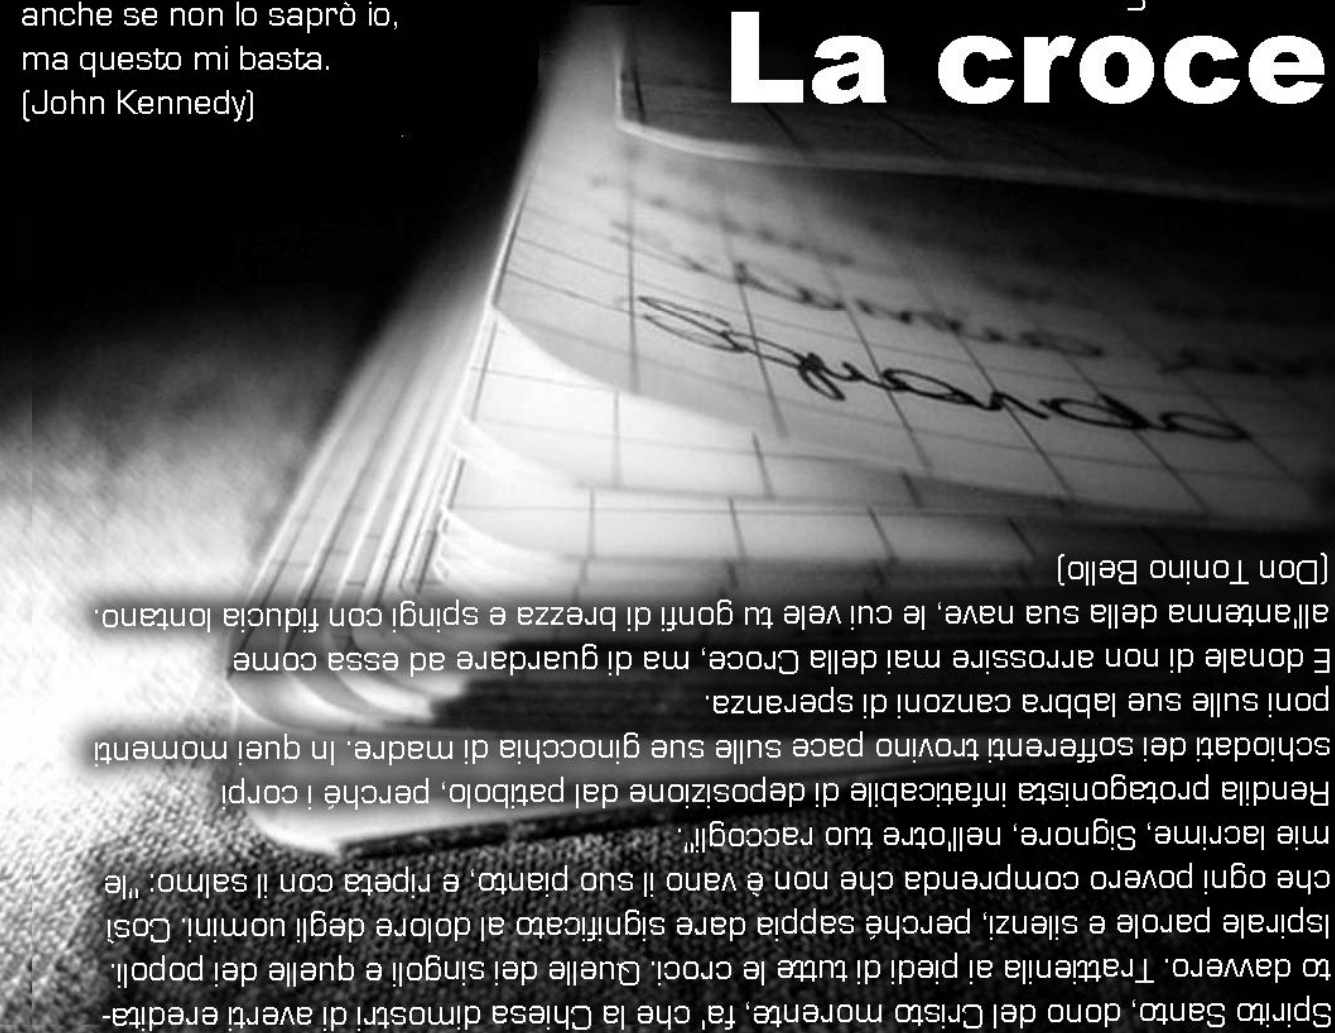 anche se non lo saprò io,
ma questo mi basta.
(John Kennedy)
La croce
Sguardo
Spirito Santo, dono del Cristo morente, fa' che la Chiesa dimostri di averti eredita-
to davvero. Trattienila ai piedi di tutte le croci. Quelle dei singoli e quelle dei popoli.
Ispirale parole e silenzi, perché sappia dare significato al dolore degli uomini. Così
che ogni povero comprenda che non è vano il suo pianto, e ripeta con il salmo: "le
mie lacrime, Signore, nell'otre tuo raccogli".
Rendila protagonista infaticabile di deposizione dal patibolo, perché i corpi
schiodati dei sofferenti trovino pace sulle sue ginocchia di madre. In quei momenti
poni sulle sue labbra canzoni di speranza.
E donale di non arrossire mai della Croce, ma di guardare ad essa come
all'antenna della sua nave, le cui vele tu gonfi di brezza e spingi con fiducia lontano.
(Don Tonino Bello)